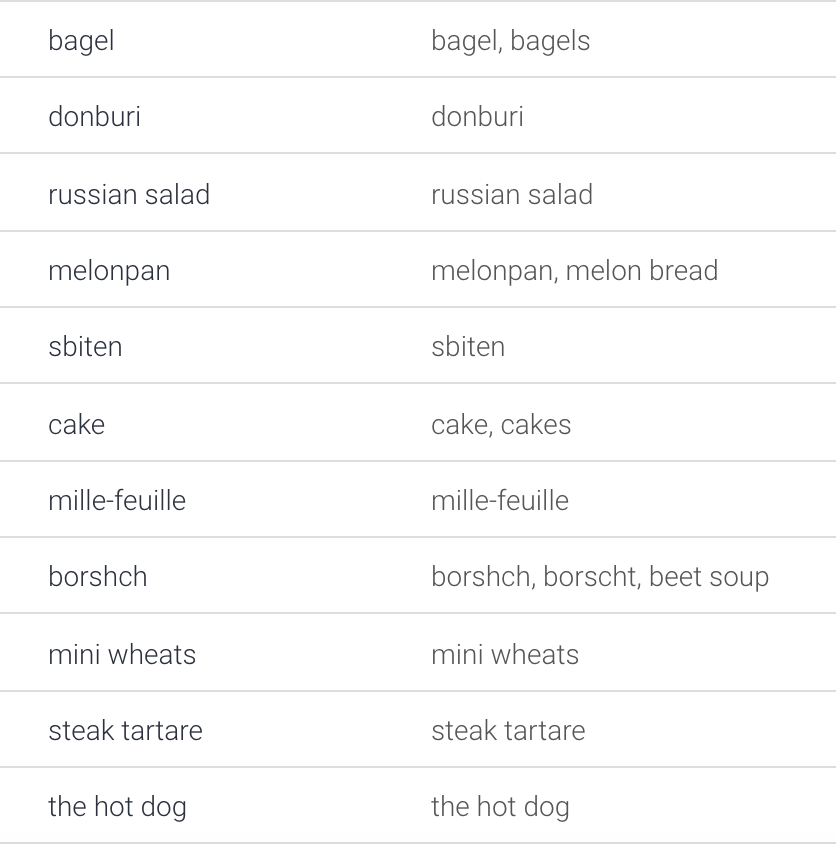 bagel bagel, bagels
donburi donburi
russian salad russian salad
melonpan melonpan, melon bread
sbiten sbiten
cake cake, cakes
mille-feuille mille-feuille
borshch borshch, borscht, beet soup
mini wheats mini wheats
steak tartare steak tartare
the hot dog the hot dog